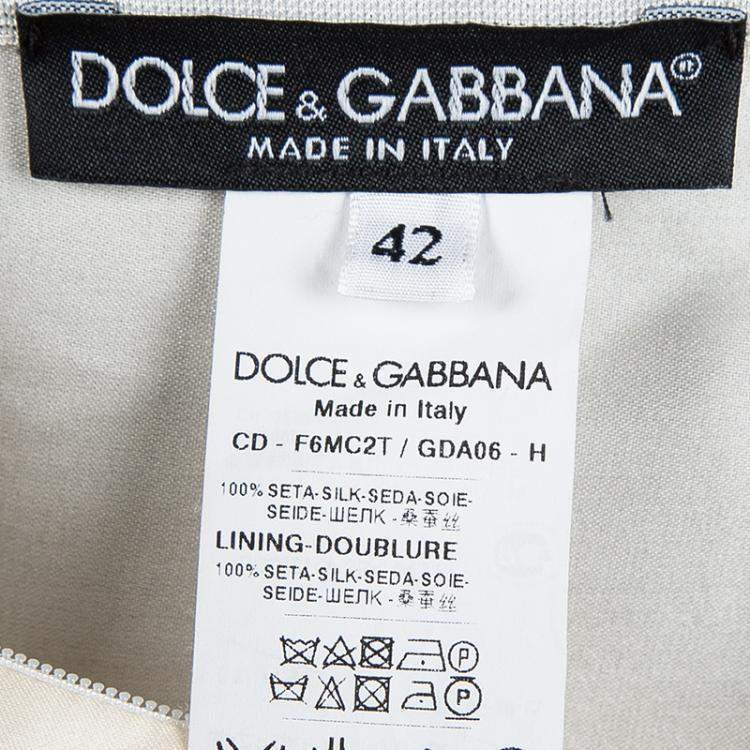 DOLCE & GABBANA®
MADE IN ITALY
42
DOLCE & GABBANA
Made in Italy
CD - F6MC2T / GDA06 - H
100% SETA-SILK-SEDA-SOIE-
SEIDE-ШЕЛК -桑蚕丝
LINING-DOUBLURE
100% SETA-SILK-SEDA-SOIE-
SEIDE-ШЕЛК -桑蚕丝
P
P